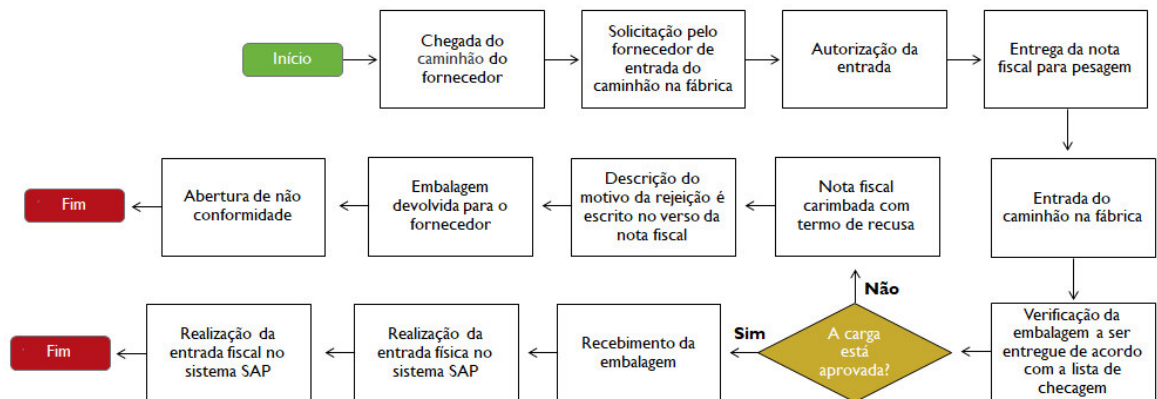 Início
Chegada do
caminhão do
fornecedor
Solicitação pelo
fornecedor de
entrada do
caminhão na fábrica
Autorização da
entrada
Entrega da nota
fiscal para pesagem
Entrada do
caminhão na fábrica
Verificação da
embalagem a ser
entregue de acordo
com a lista de
checagem
A carga
está
aprovada?
Não
Nota fiscal
carimbada com
termo de recusa
Descrição do
motivo da rejeição é
escrito no verso da
nota fiscal
Embalagem
devolvida para o
fornecedor
Abertura de não
conformidade
Fim
Sim
Recebimento da
embalagem
Realização da
entrada física no
sistema SAP
Realização da
entrada fiscal no
sistema SAP
Fim